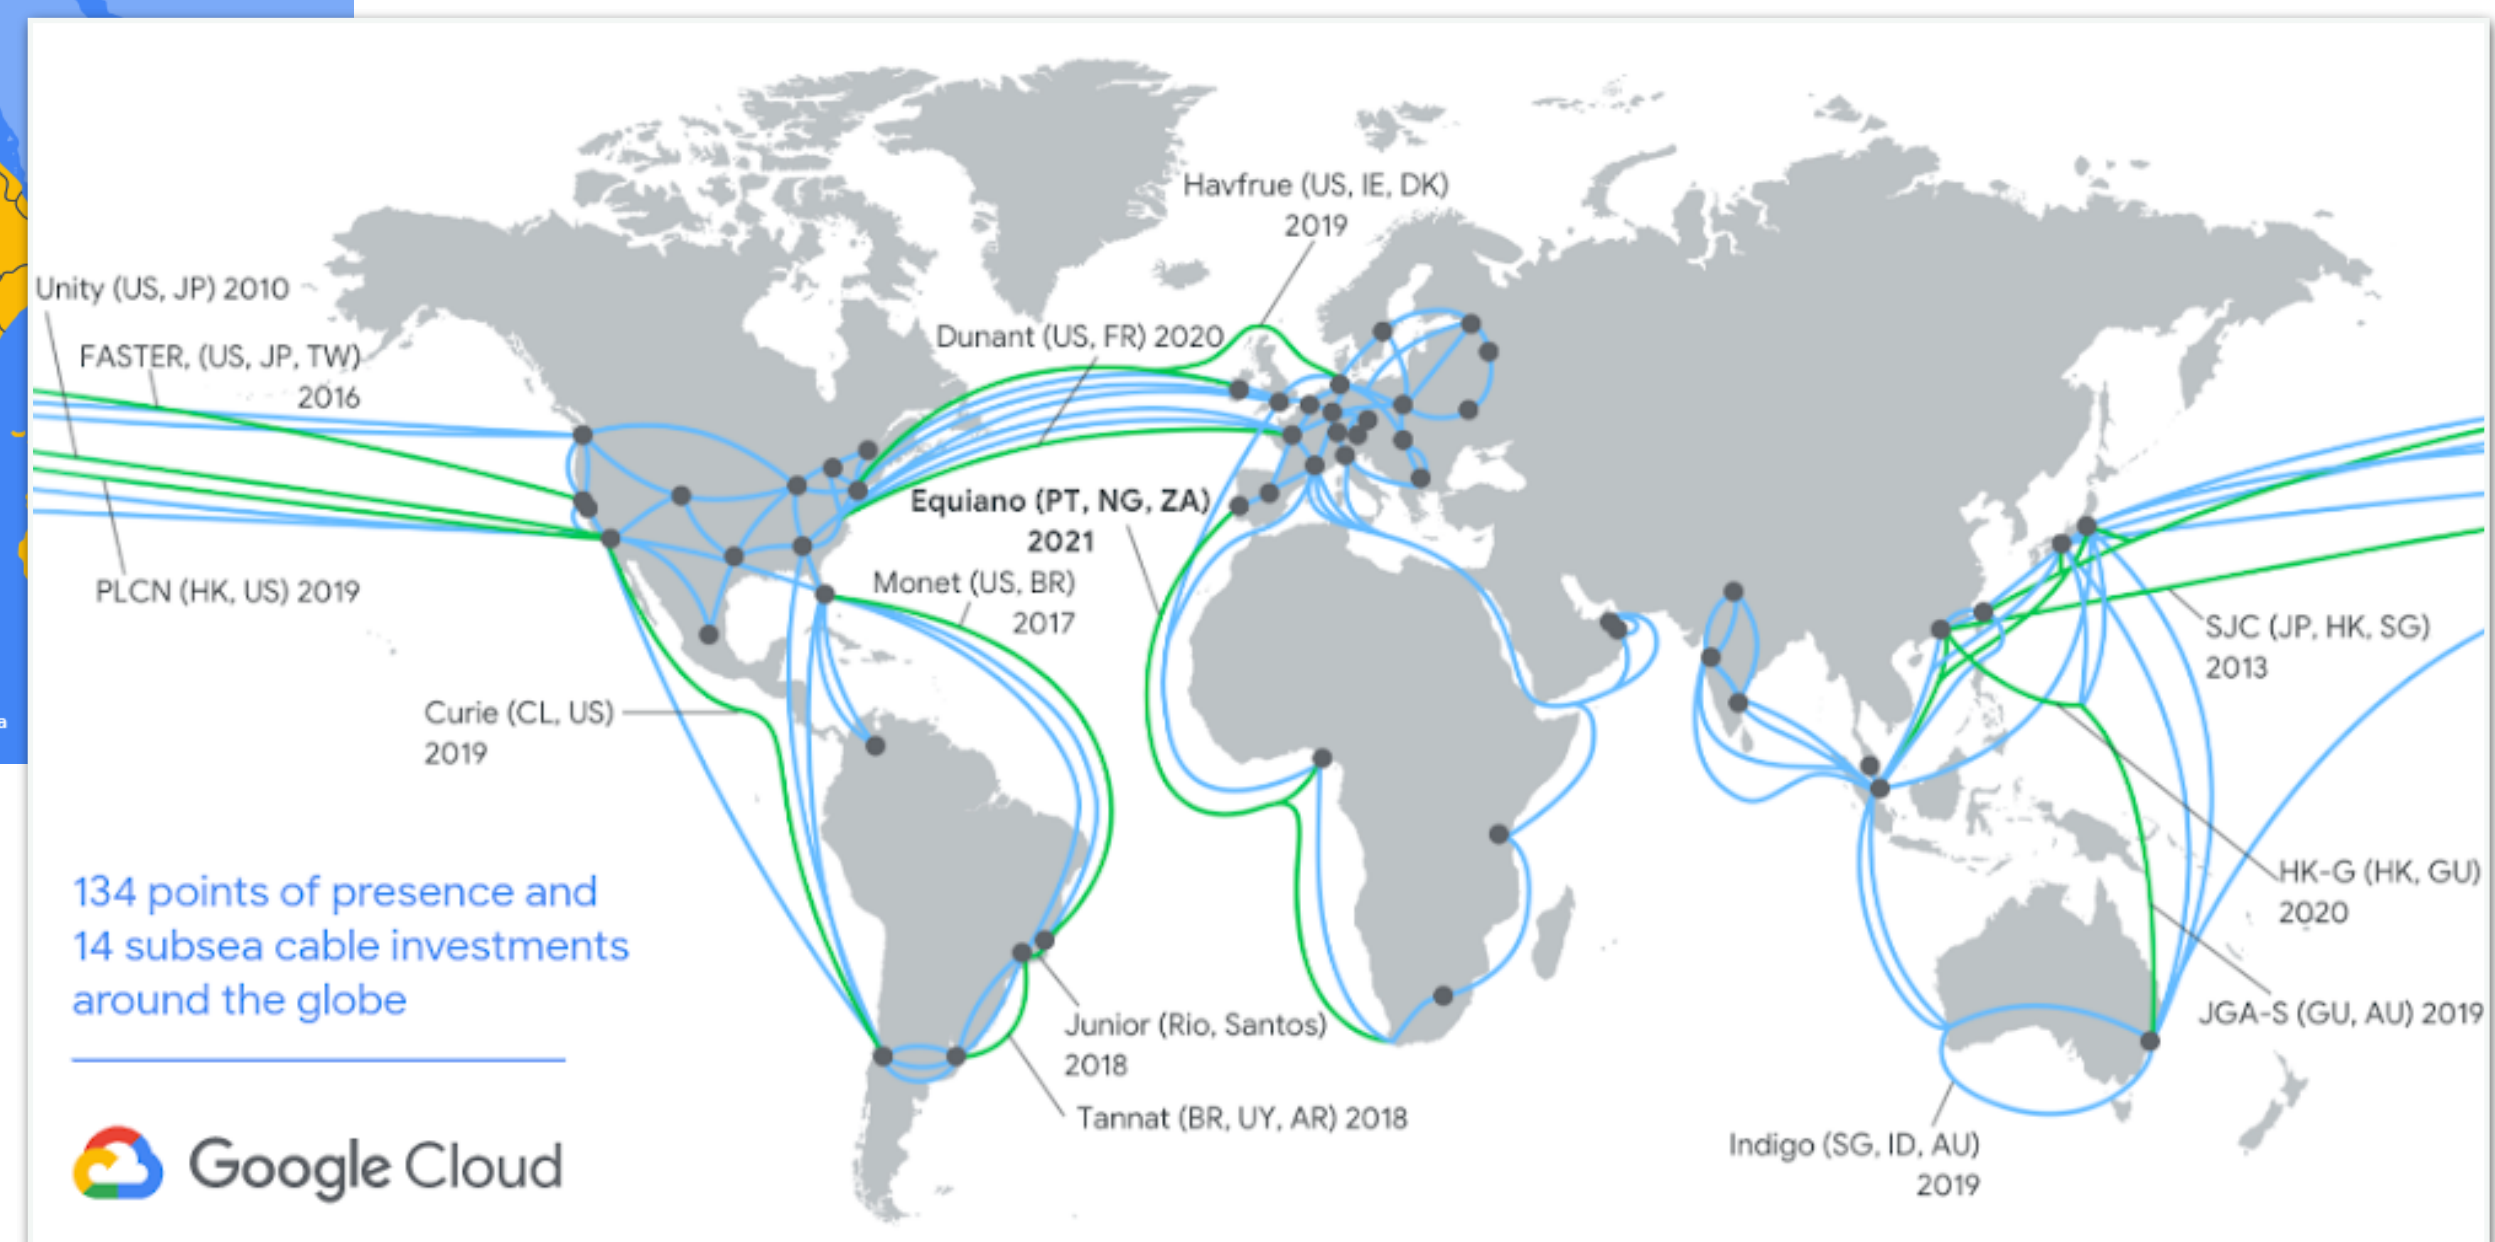 Havfrue (US, IE, DK)
2019
Unity (US, JP) 2010
Dunant (US, FR) 2020
FASTER, (US, JP, TW)
2016
Equiano (PT, NG, ZA)
2021
PLCN (HK, US) 2019
Monet (US, BR)
2017
SJC (JP, HK, SG)
2013
Curie (CL, US)
2019
a
134 points of presence and
14 subsea cable investments
around the globe
HK-G (HK, GU)
2020
JGA-S (GU, AU) 2019
Junior (Rio, Santos)
2018
Tannat (BR, UY, AR) 2018
Indigo (SG, ID, AU)
2019
Google Cloud